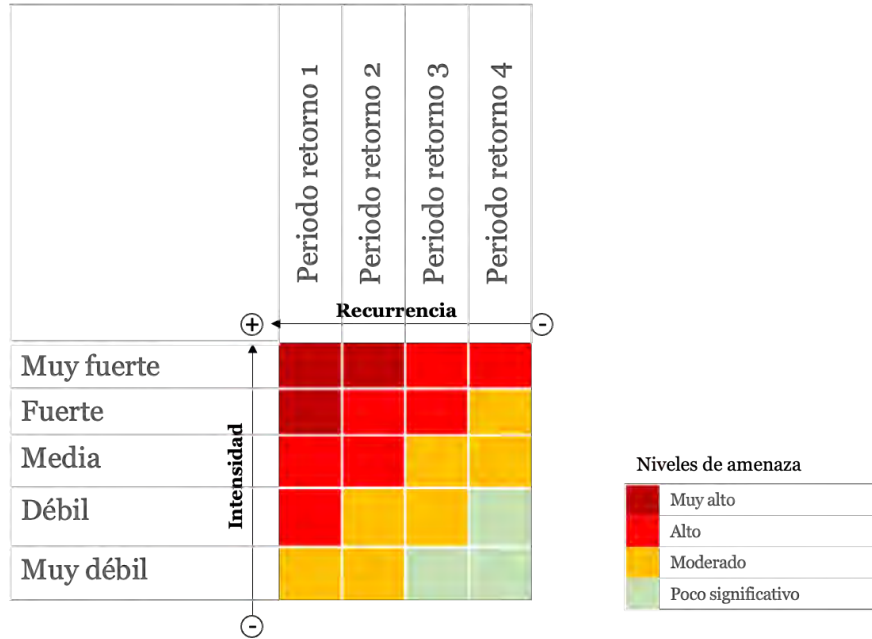 Periodo retorno 1
Periodo retorno 2
Periodo retorno 3
Periodo retorno 4
Recurrencia
+
-
Muy fuerte
Fuerte
Media
Débil
Muy débil
Intensidad
-
Niveles de amenaza
Muy alto
Alto
Moderado
Poco significativo